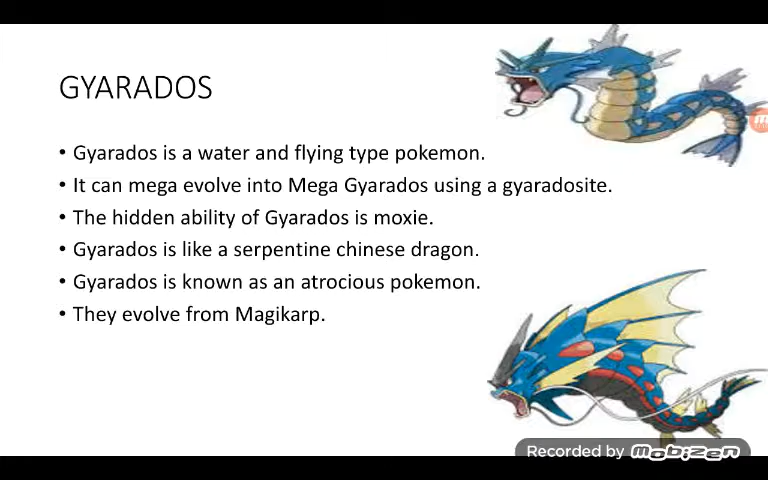 GYARADOS
• Gyarados is a water and flying type pokemon.
• It can mega evolve into Mega Gyarados using a gyaradosite.
• The hidden ability of Gyarados is moxie.
• Gyarados is like a serpentine chinese dragon.
• Gyarados is known as an atrocious pokemon.
• They evolve from Magikarp.
Recorded by mobizen